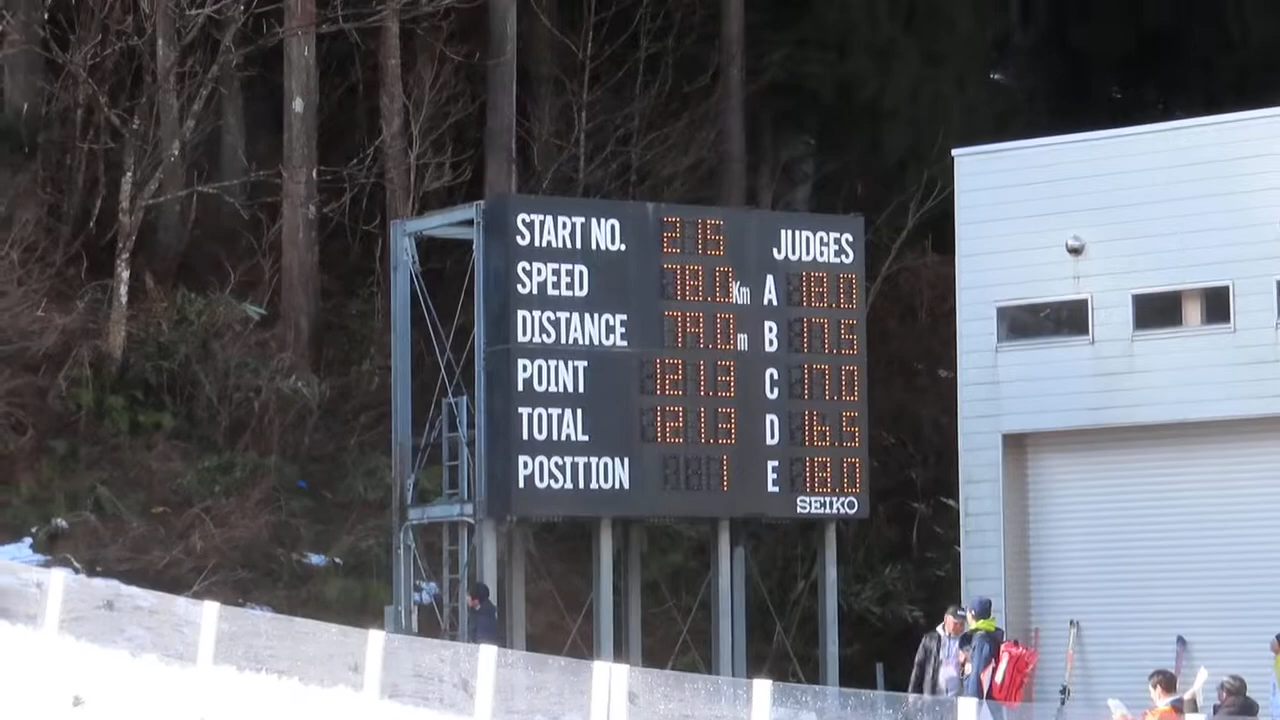 START NO. 215
SPEED 78.0 Km
DISTANCE 79.0 m
POINT 121.3
TOTAL 121.3
POSITION 1
JUDGES
A 18.0
B 17.5
C 17.0
D 16.5
E 18.0
SEIKO